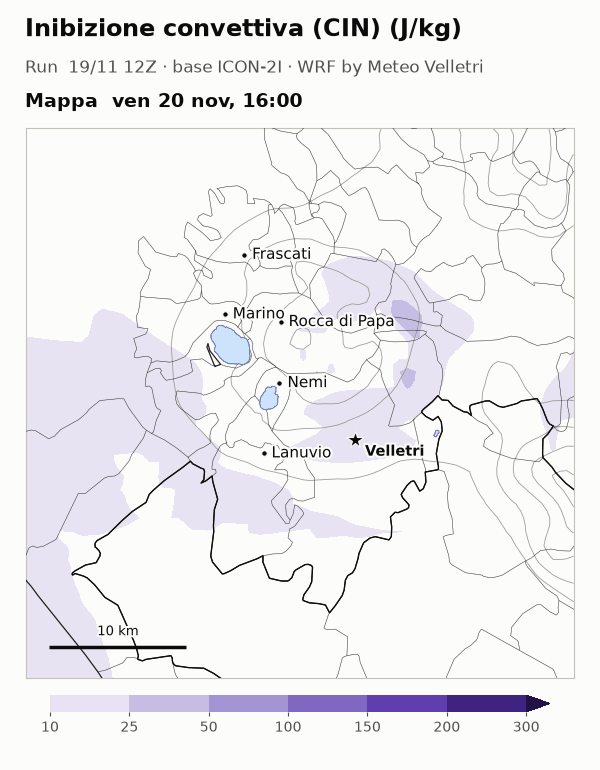 Inibizione convettiva (CIN) (J/kg)
Run  19/11 12Z · base ICON-2I · WRF by Meteo Velletri
Mappa  ven 20 nov, 16:00
Frascati
Marino
Rocca di Papa
Nemi
Velletri
Lanuvio
10 km
10 25 50 100 150 200 300